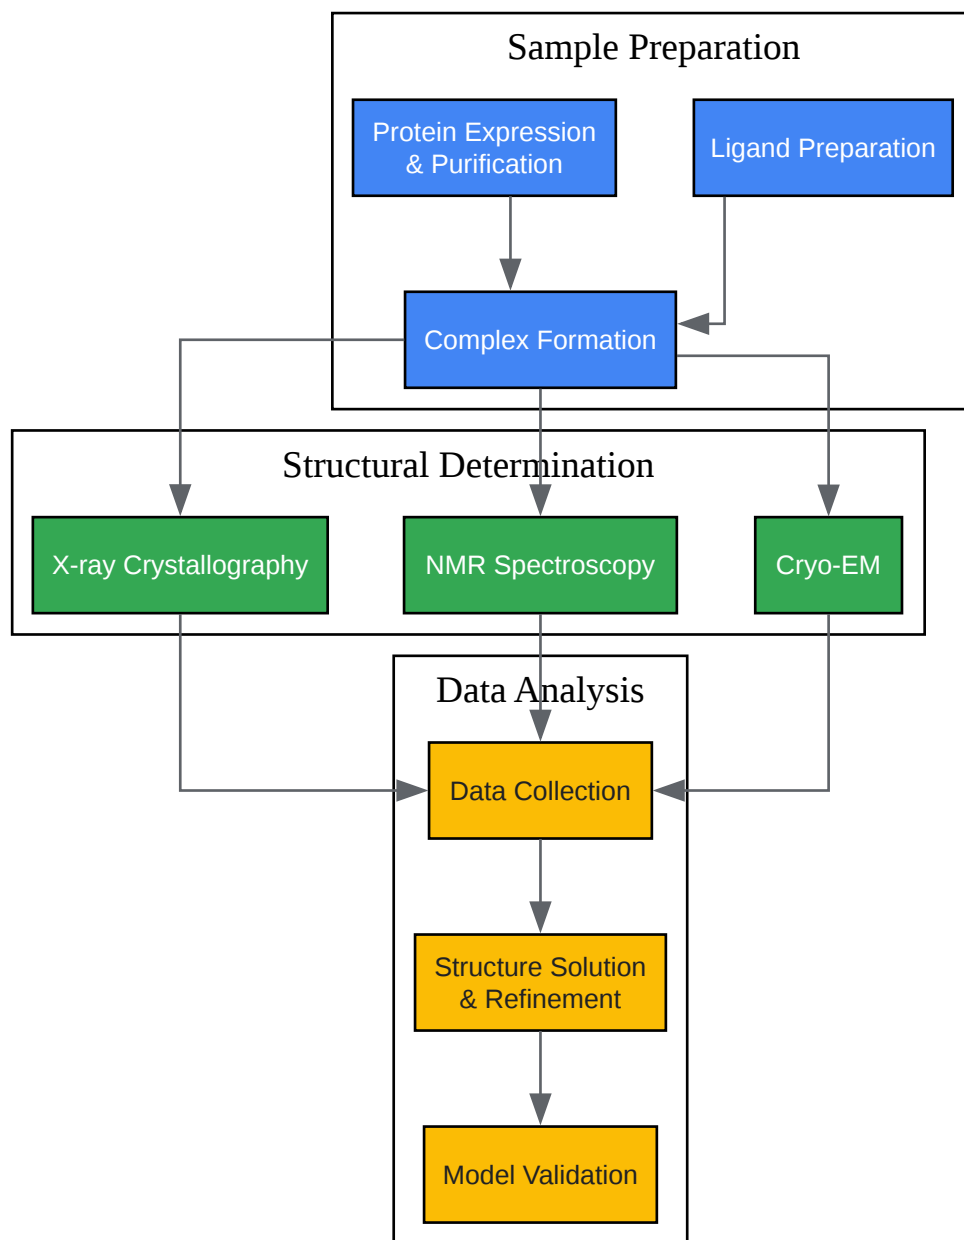 Sample Preparation
Protein Expression
& Purification
Ligand Preparation
Complex Formation
Structural Determination
X-ray Crystallography
NMR Spectroscopy
Cryo-EM
Data Analysis
Data Collection
Structure Solution
& Refinement
Model Validation